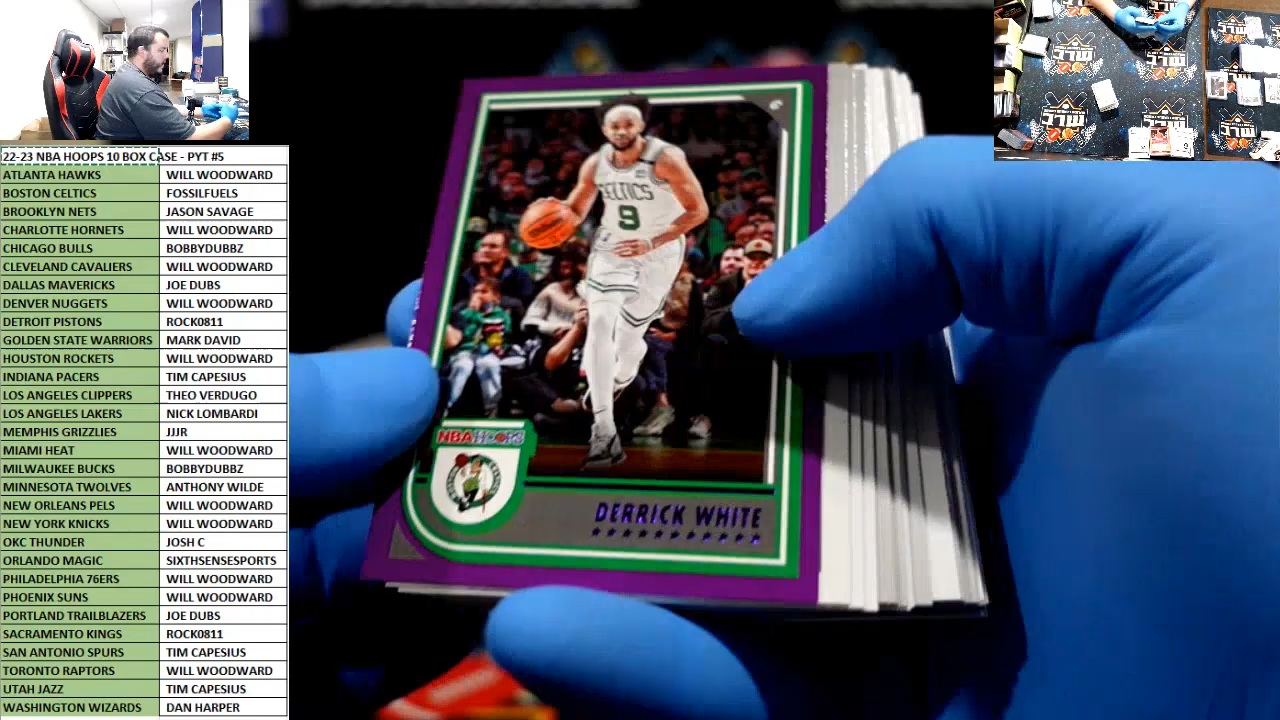 22-23 NBA HOOPS 10 BOX CASE - PYT #5
ATLANTA HAWKS WILL WOODWARD
BOSTON CELTICS FOSSILFUELS
BROOKLYN NETS JASON SAVAGE
CHARLOTTE HORNETS WILL WOODWARD
CHICAGO BULLS BOBBYDUBBZ
CLEVELAND CAVALIERS WILL WOODWARD
DALLAS MAVERICKS JOE DUBS
DENVER NUGGETS WILL WOODWARD
DETROIT PISTONS ROCK0811
GOLDEN STATE WARRIORS MARK DAVID
HOUSTON ROCKETS WILL WOODWARD
INDIANA PACERS TIM CAPESIUS
LOS ANGELES CLIPPERS THEO VERDUGO
LOS ANGELES LAKERS NICK LOMBARDI
MEMPHIS GRIZZLIES JJJR
MIAMI HEAT WILL WOODWARD
MILWAUKEE BUCKS BOBBYDUBBZ
MINNESOTA TWOLVES ANTHONY WILDE
NEW ORLEANS PELS WILL WOODWARD
NEW YORK KNICKS WILL WOODWARD
OKC THUNDER JOSH C
ORLANDO MAGIC SIXTHSENSESPORTS
PHILADELPHIA 76ERS WILL WOODWARD
PHOENIX SUNS WILL WOODWARD
PORTLAND TRAILBLAZERS JOE DUBS
SACRAMENTO KINGS ROCK0811
SAN ANTONIO SPURS TIM CAPESIUS
TORONTO RAPTORS WILL WOODWARD
UTAH JAZZ TIM CAPESIUS
WASHINGTON WIZARDS DAN HARPER
CELTICS
9
NBA HOOPS
DERRICK WHITE